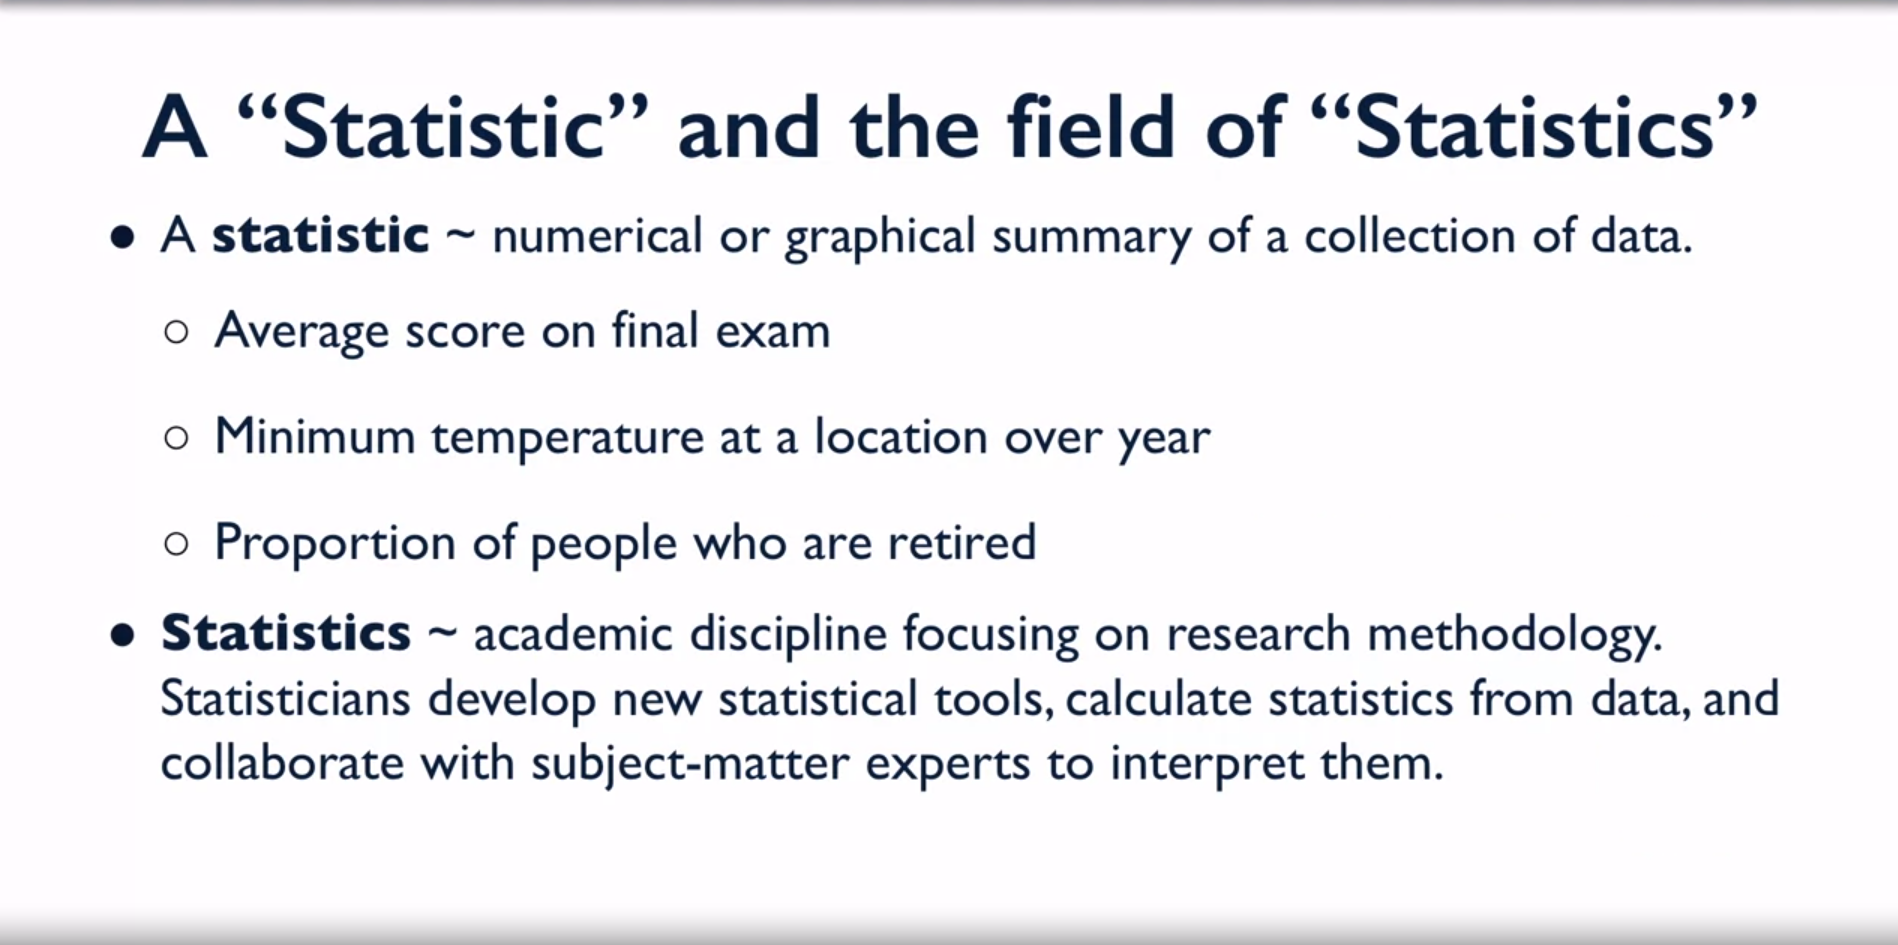 A “Statistic” and the field of “Statistics”
● A statistic ~ numerical or graphical summary of a collection of data.
○ Average score on final exam
○ Minimum temperature at a location over year
○ Proportion of people who are retired
● Statistics ~ academic discipline focusing on research methodology.
Statisticians develop new statistical tools, calculate statistics from data, and
collaborate with subject-matter experts to interpret them.